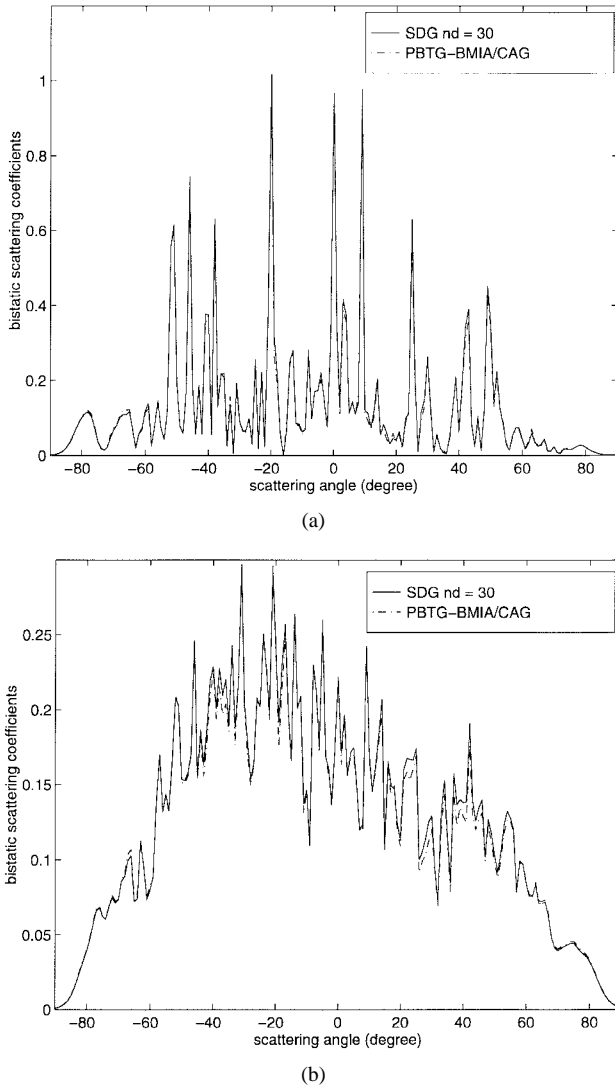 SDG nd = 30
PBTG-BMIA/CAG
1
0.8
0.6
0.4
0.2
0
bistatic scattering coefficients
-80 -60 -40 -20 0 20 40 60 80
scattering angle (degree)
(a)
SDG nd = 30
PBTG-BMIA/CAG
0.25
0.2
0.15
0.1
0.05
0
bistatic scattering coefficients
-80 -60 -40 -20 0 20 40 60 80
scattering angle (degree)
(b)